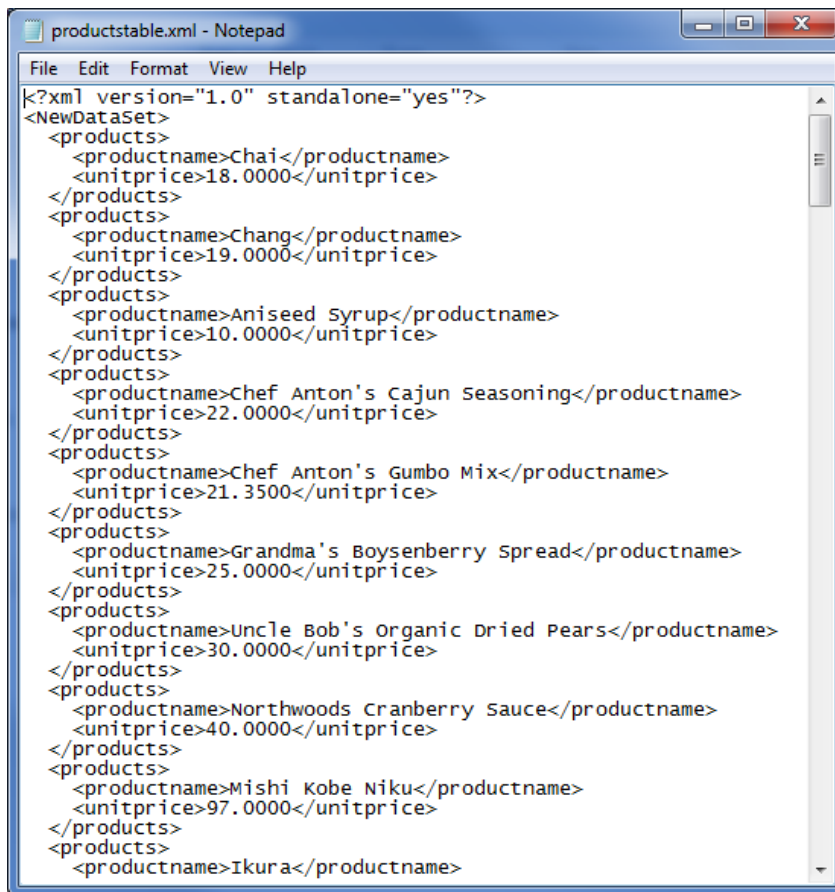 productstable.xml - Notepad
File Edit Format View Help
<?xml version="1.0" standalone="yes"?>
<NewDataSet>
  <products>
    <productname>Chai</productname>
    <unitprice>18.0000</unitprice>
  </products>
  <products>
    <productname>Chang</productname>
    <unitprice>19.0000</unitprice>
  </products>
  <products>
    <productname>Aniseed Syrup</productname>
    <unitprice>10.0000</unitprice>
  </products>
  <products>
    <productname>Chef Anton's Cajun Seasoning</productname>
    <unitprice>22.0000</unitprice>
  </products>
  <products>
    <productname>Chef Anton's Gumbo Mix</productname>
    <unitprice>21.3500</unitprice>
  </products>
  <products>
    <productname>Grandma's Boysenberry Spread</productname>
    <unitprice>25.0000</unitprice>
  </products>
  <products>
    <productname>Uncle Bob's Organic Dried Pears</productname>
    <unitprice>30.0000</unitprice>
  </products>
  <products>
    <productname>Northwoods Cranberry Sauce</productname>
    <unitprice>40.0000</unitprice>
  </products>
  <products>
    <productname>Mishi Kobe Niku</productname>
    <unitprice>97.0000</unitprice>
  </products>
  <products>
    <productname>Ikura</productname>